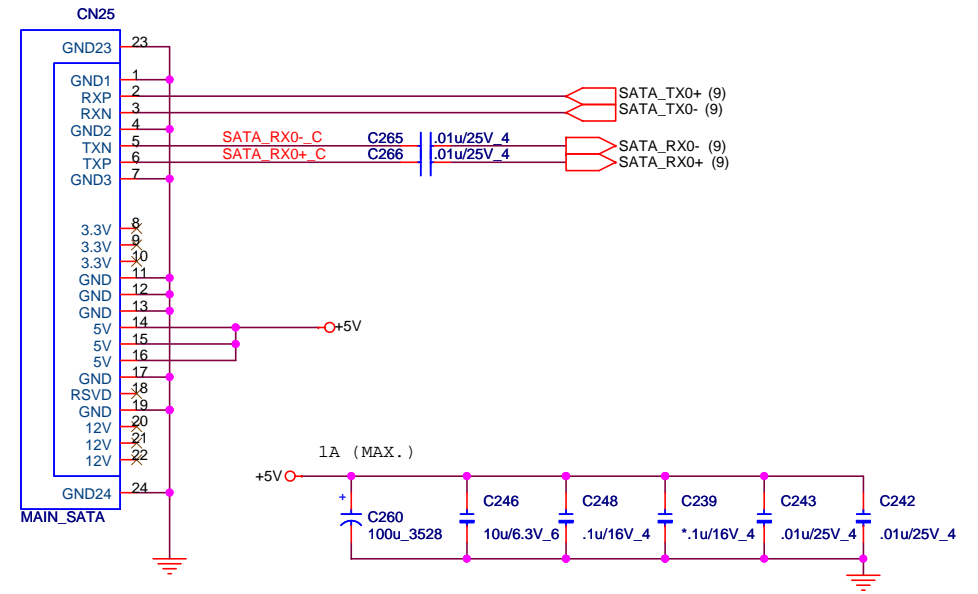 CN25
GND23 23
GND1 1
RXP 2 SATA_TX0+ (9)
RXN 3 SATA_TX0- (9)
GND2 4
TXN 5 SATA_RX0-_C C265 .01u/25V_4 SATA_RX0- (9)
TXP 6 SATA_RX0+_C C266 .01u/25V_4 SATA_RX0+ (9)
GND3 7
3.3V 8
3.3V 9
3.3V 10
GND 11
GND 12
GND 13
5V 14 +5V
5V 15
5V 16
GND 17
RSVD 18
GND 19
12V 20
12V 21
12V 22
GND24 24
MAIN_SATA
1A (MAX.)
+5V
+
C260
100u_3528
C246
10u/6.3V_6
C248
.1u/16V_4
C239
*.1u/16V_4
C243
.01u/25V_4
C242
.01u/25V_4